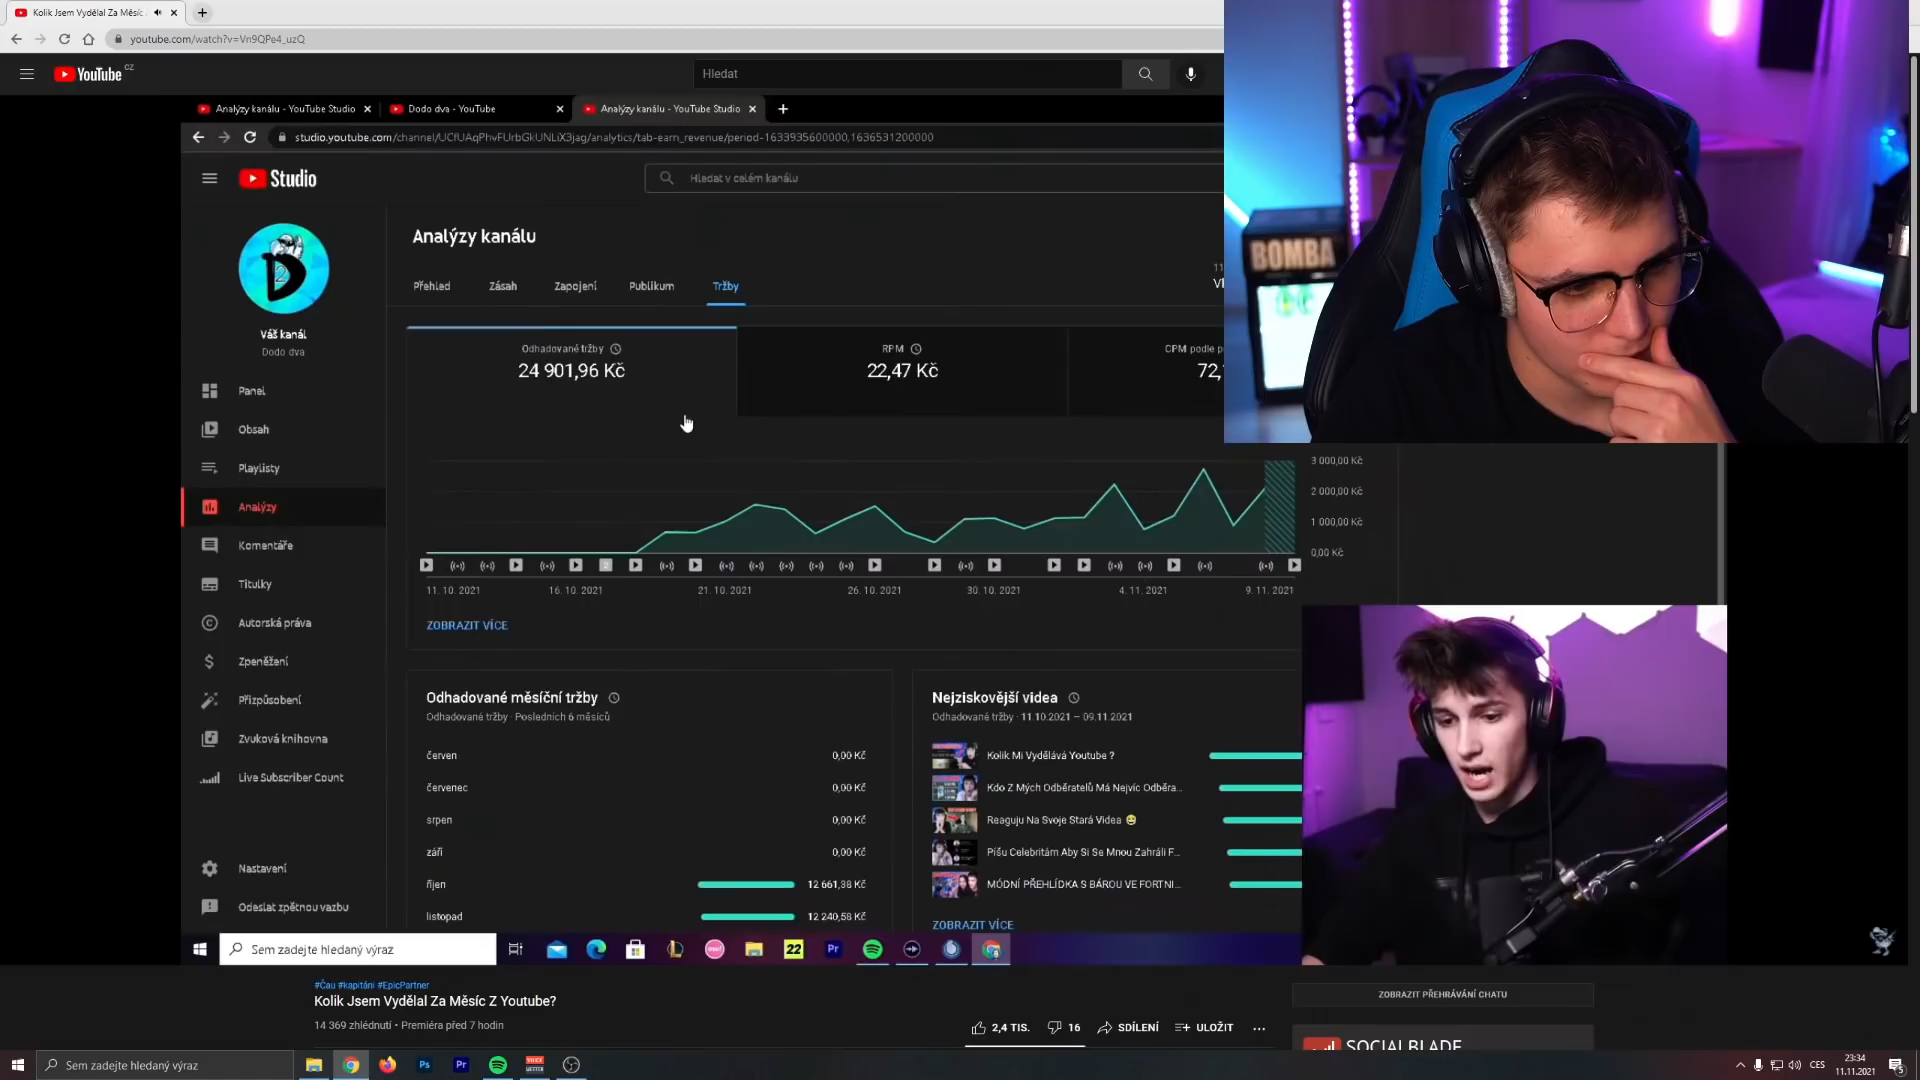 Kolik Jsem Vydělal Za Měsíc
youtube.com/watch?v=Vn9QPe4_uzQ
YouTube CZ
Hledat
Analýzy kanálu - YouTube Studio
Dodo dva - YouTube
Analýzy kanálu - YouTube Studio
studio.youtube.com/channel/UCfUAqPhvFUrbGkUNLiX3jag/analytics/tab-earn_revenue/period-1633935600000,1636531200000
Studio
Hledat v celém kanálu
BOMBA
Analýzy kanálu
Přehled
Zásah
Zapojení
Publikum
Tržby
Váš kanál
Dodo dva
Odhadované tržby
24 901,96 Kč
RPM
22,47 Kč
CPM podle p
72,
Panel
Obsah
Playlisty
Analýzy
Komentáře
Titulky
Autorská práva
Zpeněžení
Přizpůsobení
Zvuková knihovna
Live Subscriber Count
Nastavení
Odeslat zpětnou vazbu
3 000,00 Kč
2 000,00 Kč
1 000,00 Kč
0,00 Kč
11. 10. 2021
16. 10. 2021
21. 10. 2021
26. 10. 2021
30. 10. 2021
4. 11. 2021
9. 11. 2021
ZOBRAZIT VÍCE
Odhadované měsíční tržby
Odhadované tržby · Posledních 6 měsíců
červen 0,00 Kč
červenec 0,00 Kč
srpen 0,00 Kč
září 0,00 Kč
říjen 12 661,38 Kč
listopad 12 240,58 Kč
Nejziskovější videa
Odhadované tržby · 11.10.2021 – 09.11.2021
Kolik Mi Vydělává Youtube ?
Kdo Z Mých Odběratelů Má Nejvíc Odběra...
Reaguju Na Svoje Stará Videa
Píšu Celebritám Aby Si Se Mnou Zahráli F...
MÓDNÍ PŘEHLÍDKA S BÁROU VE FORTNI...
ZOBRAZIT VÍCE
Sem zadejte hledaný výraz
22
Pr
#Čau #kapitáni #EpicPartner
Kolik Jsem Vydělal Za Měsíc Z Youtube?
14 369 zhlédnutí • Premiéra před 7 hodin
2,4 TIS.
16
SDÍLENÍ
ULOŽIT
ZOBRAZIT PŘEHRÁVÁNÍ CHATU
SOCIALBLADE
Sem zadejte hledaný výraz
Ps
Pr
CES
23:34
11.11.2021